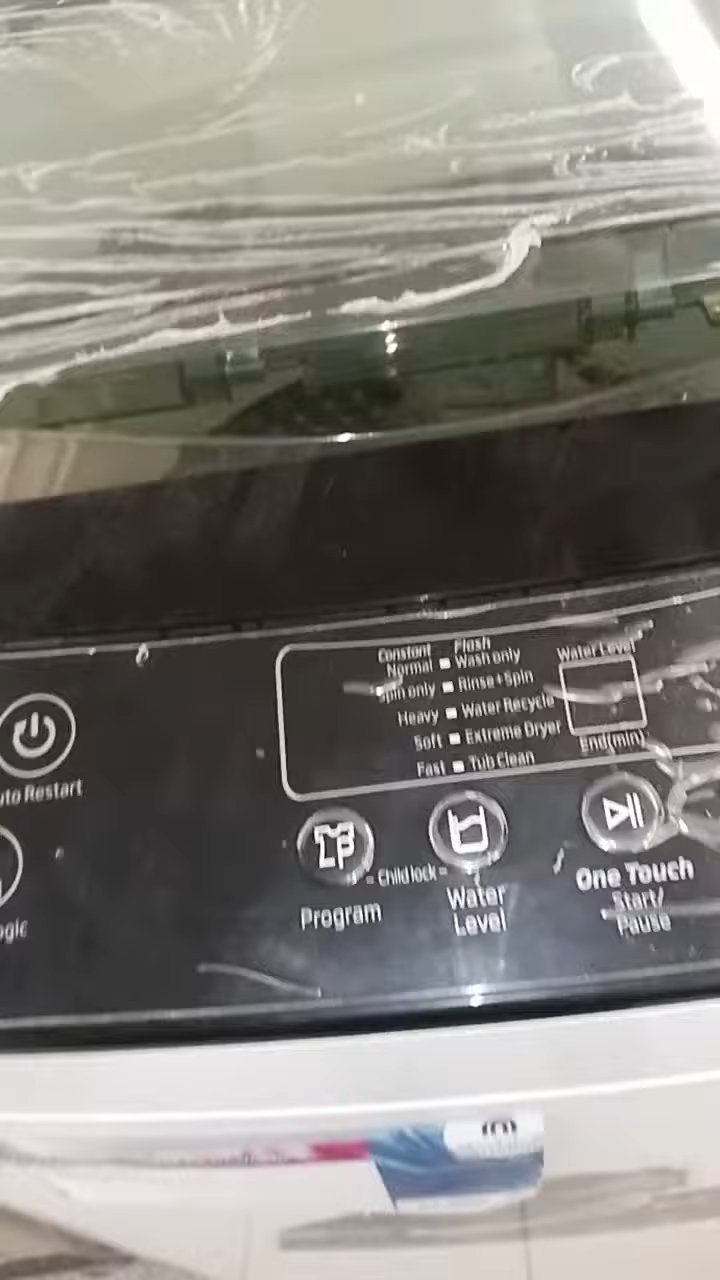 Constant Flash
Normal Wash only
Spin only Rinse+Spin
Heavy Water Recycle
Soft Extreme Dryer
Fast Tub Clean
Water Level
End(min)
uto Restart
ogic
Program
= Child lock =
Water
Level
One Touch
Start/
Pause